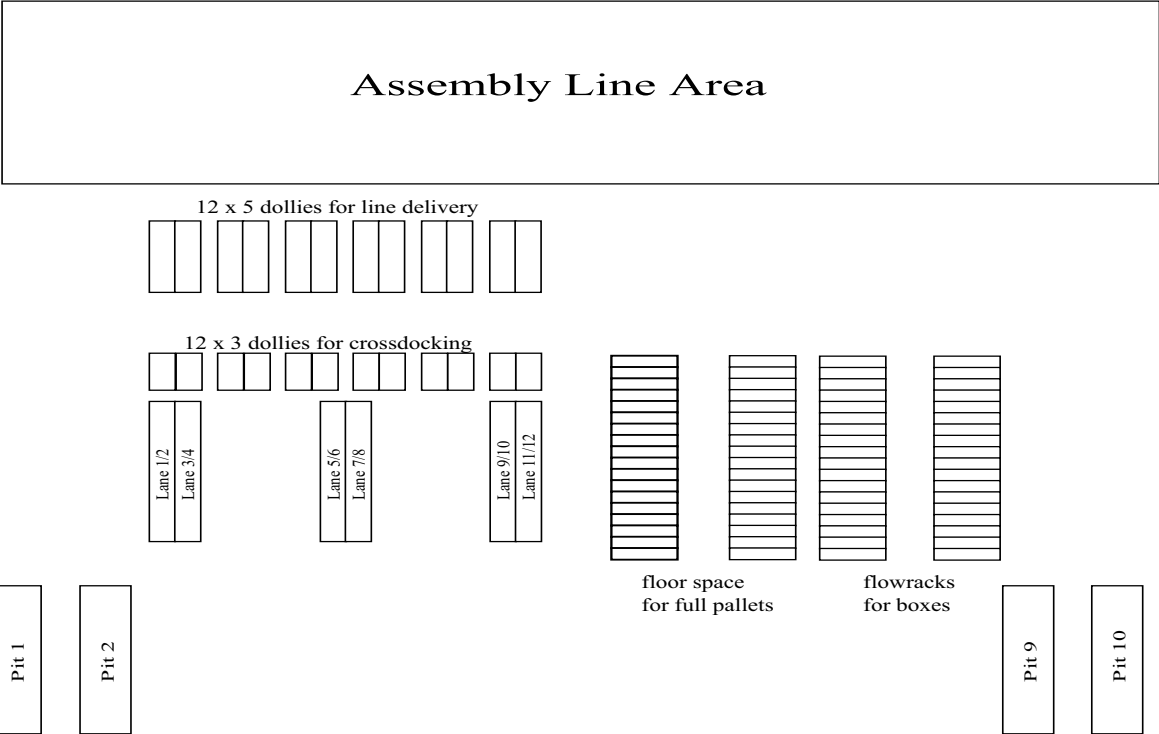 Assembly Line Area
12 x 5 dollies for line delivery
12 x 3 dollies for crossdocking
Lane 1/2
Lane 3/4
Lane 5/6
Lane 7/8
Lane 9/10
Lane 11/12
floor space
for full pallets
flowracks
for boxes
Pit 1
Pit 2
Pit 9
Pit 10